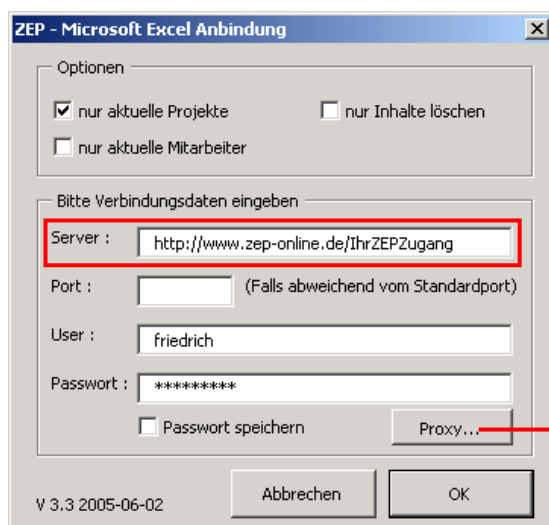 ZEP - Microsoft Excel Anbindung
Optionen
nur aktuelle Projekte nur Inhalte löschen
nur aktuelle Mitarbeiter
Bitte Verbindungsdaten eingeben
Server : http://www.zep-online.de/IhrZEPZugang
Port : (Falls abweichend vom Standardport)
User : friedrich
Passwort : *********
Passwort speichern Proxy...
V 3.3 2005-06-02 Abbrechen OK